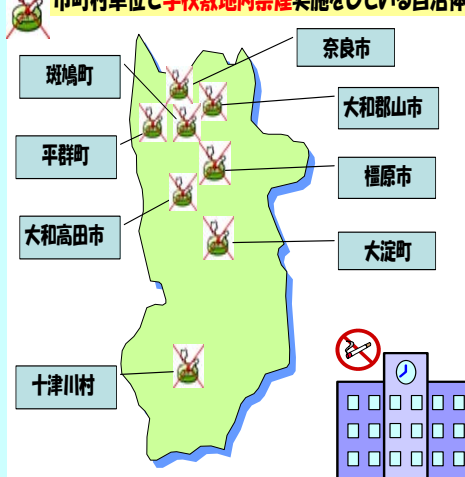 市町村単位で学校敷地内禁煙実施をしている自治体
奈良市
斑鳩町
大和郡山市
平群町
橿原市
大和高田市
大淀町
十津川村